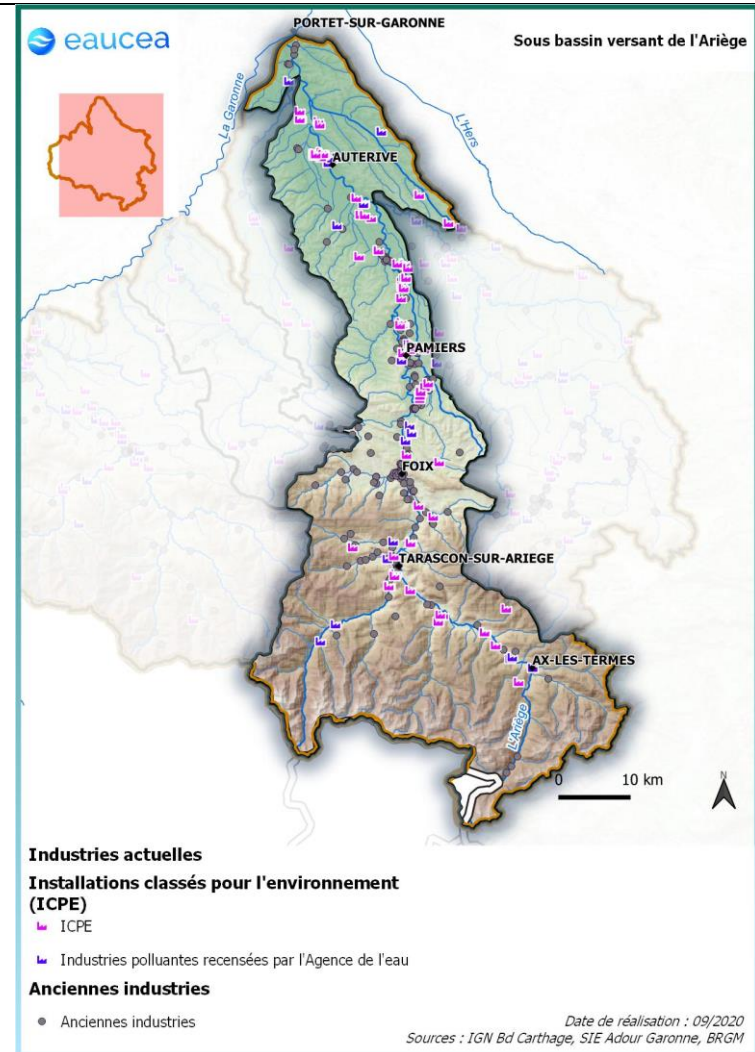 eaucea
PORTET-SUR-GARONNE
Sous bassin versant de l'Ariège
La Garonne
L'Hers
AUTERIVE
PAMIERS
FOIX
TARASCON-SUR-ARIEGE
AX-LES-TERMES
L'Ariège
0 10 km
N
Industries actuelles
Installations classés pour l'environnement
(ICPE)
ICPE
Industries polluantes recensées par l'Agence de l'eau
Anciennes industries
Anciennes industries
Date de réalisation : 09/2020
Sources : IGN Bd Carthage, SIE Adour Garonne, BRGM